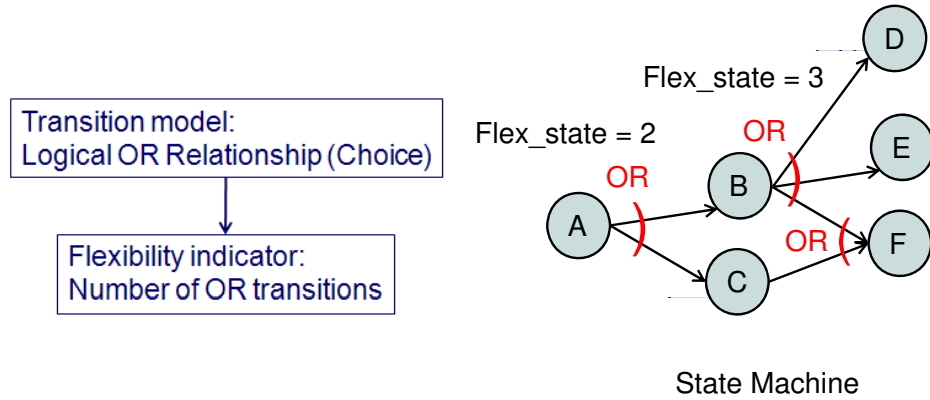 Transition model:
Logical OR Relationship (Choice)
Flexibility indicator:
Number of OR transitions
D
Flex_state = 3
Flex_state = 2
OR
E
OR
B
A
OR
F
C
State Machine